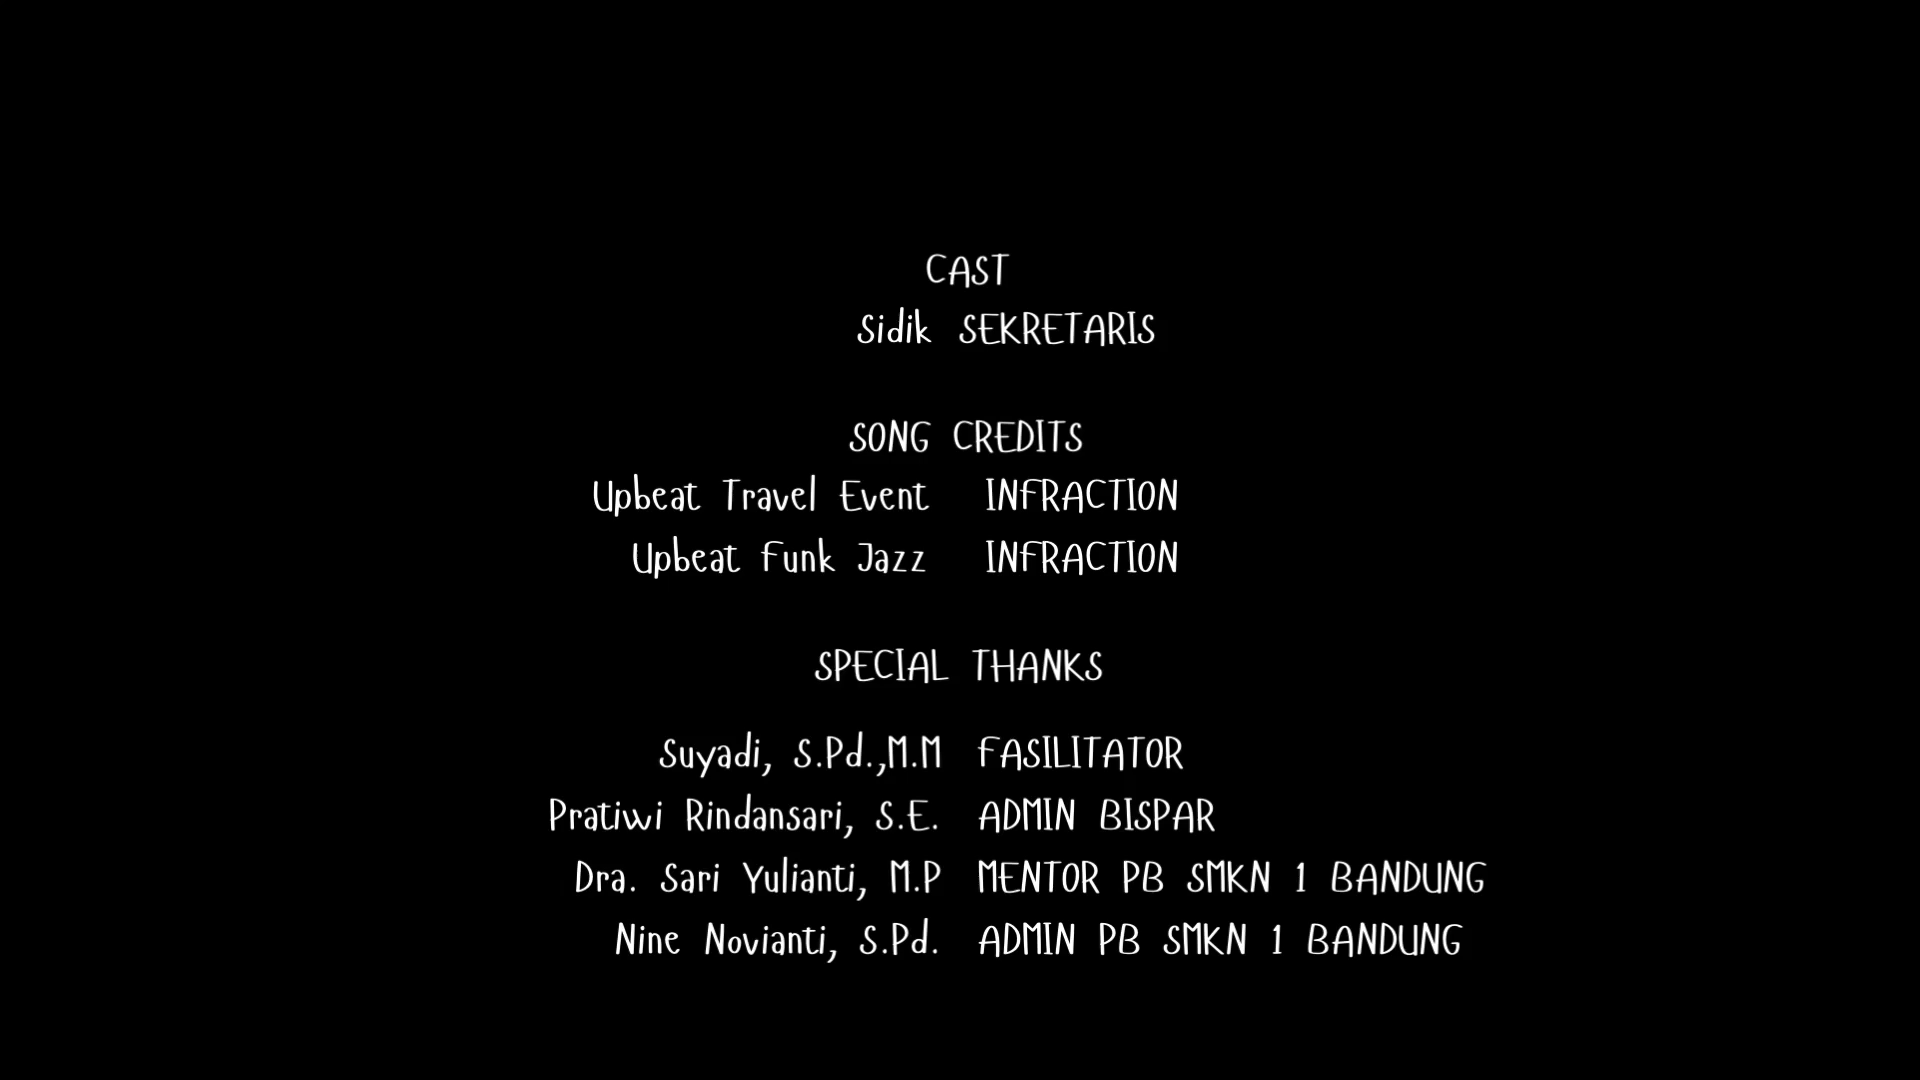 CAST
Sidik SEKRETARIS
SONG CREDITS
Upbeat Travel Event INFRACTION
Upbeat Funk Jazz INFRACTION
SPECIAL THANKS
Suyadi, S.Pd.,M.M FASILITATOR
Pratiwi Rindansari, S.E. ADMIN BISPAR
Dra. Sari Yulianti, M.P MENTOR PB SMKN 1 BANDUNG
Nine Novianti, S.Pd. ADMIN PB SMKN 1 BANDUNG